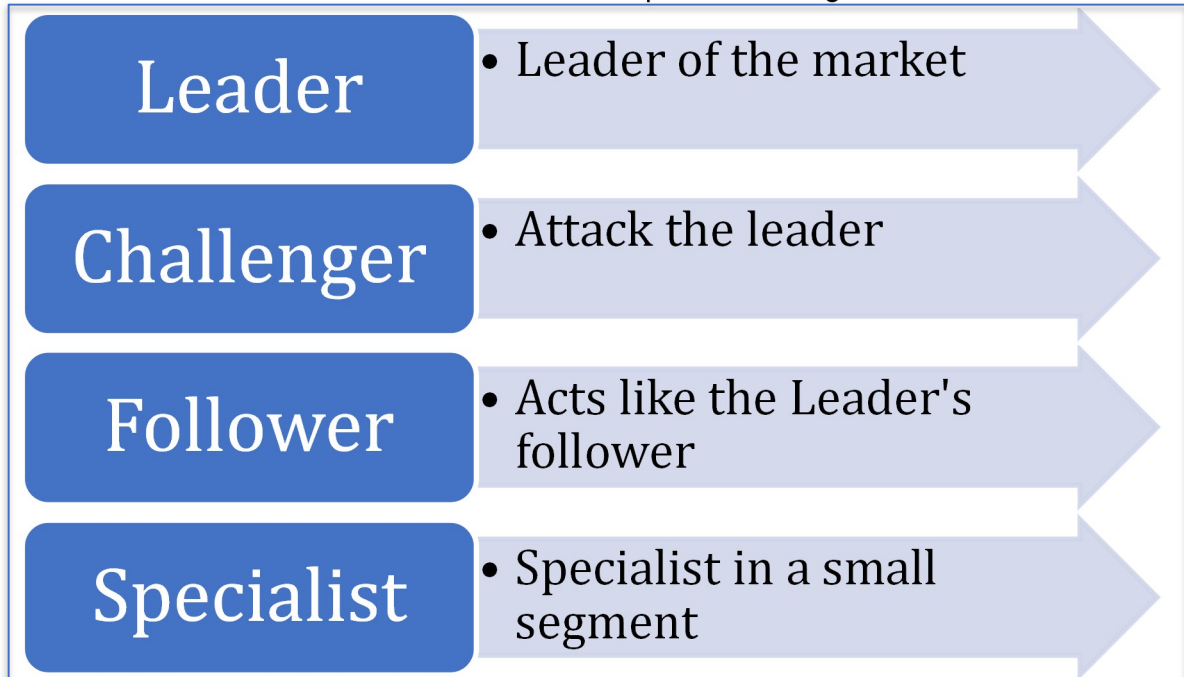 Leader
• Leader of the market
Challenger
• Attack the leader
Follower
• Acts like the Leader's
follower
Specialist
• Specialist in a small
segment